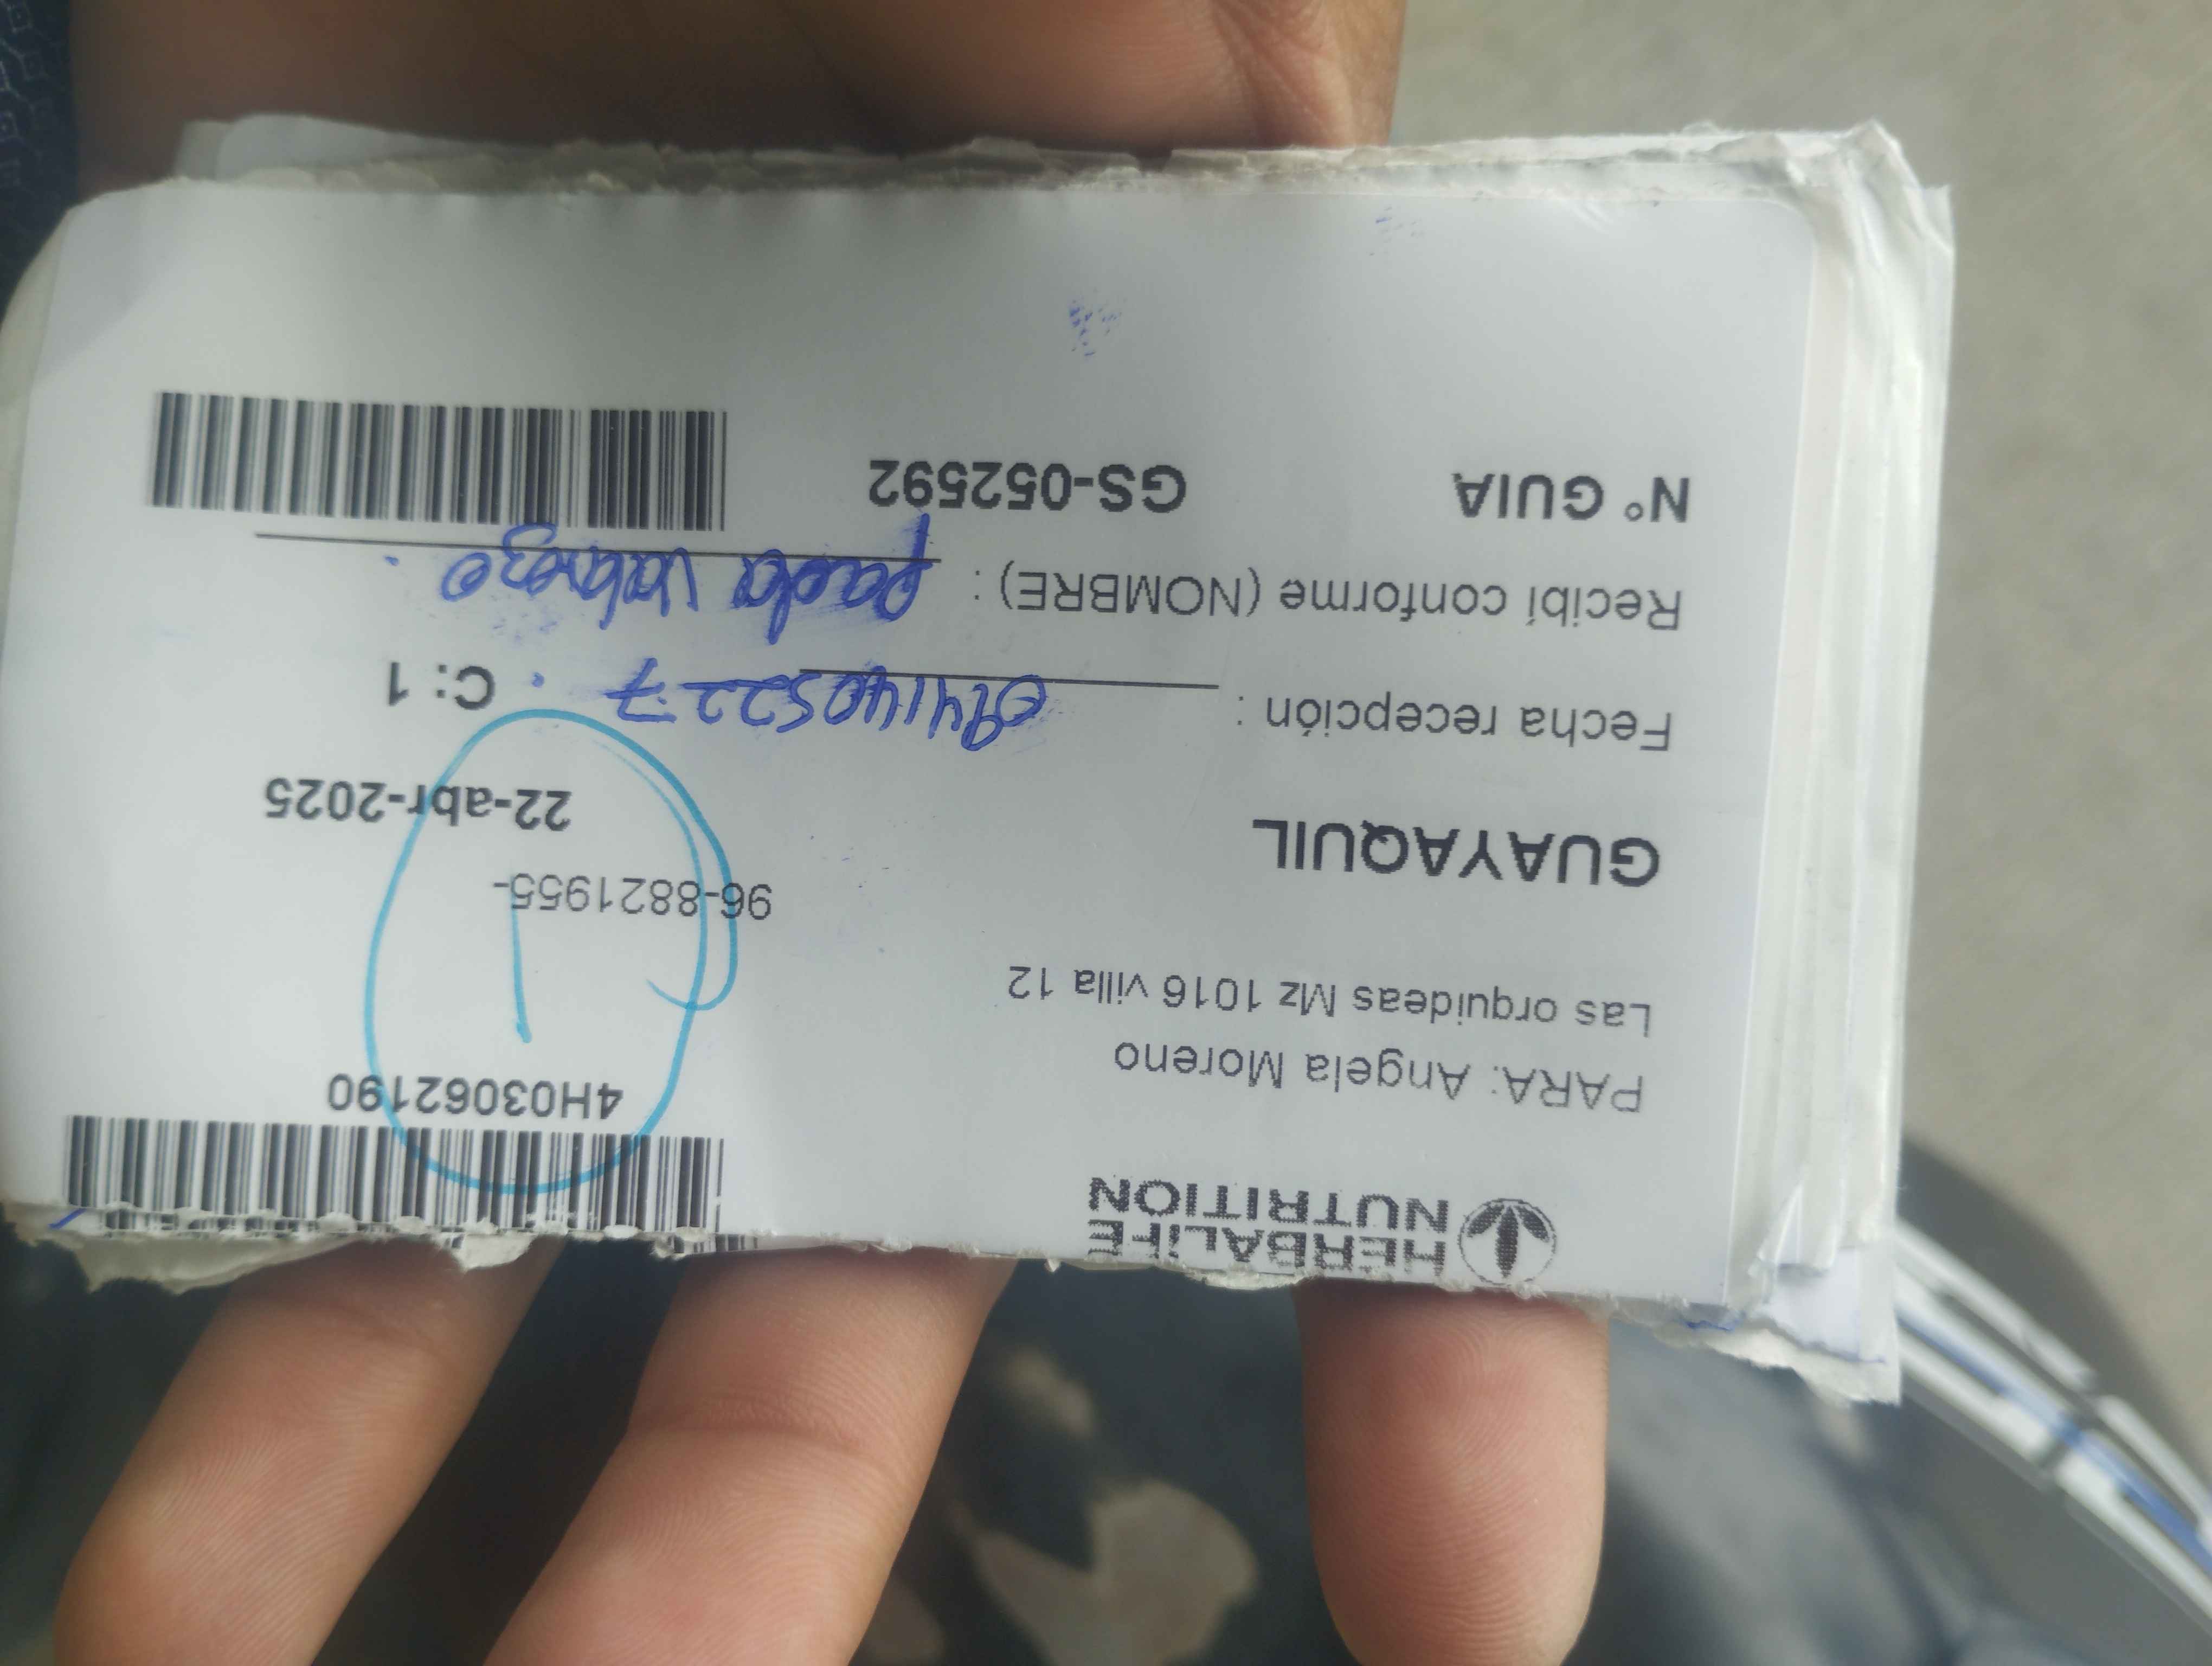 HERBALIFE
NUTRITION
4H03062190
PARA: Angela Moreno
Las orquideas Mz 1016 villa 12
96-8821955-
GUAYAQUIL
22-abr-2025
Fecha recepción : 0941405227 .
C: 1
Recibí conforme (NOMBRE) : paola
N° GUIA GS-052592